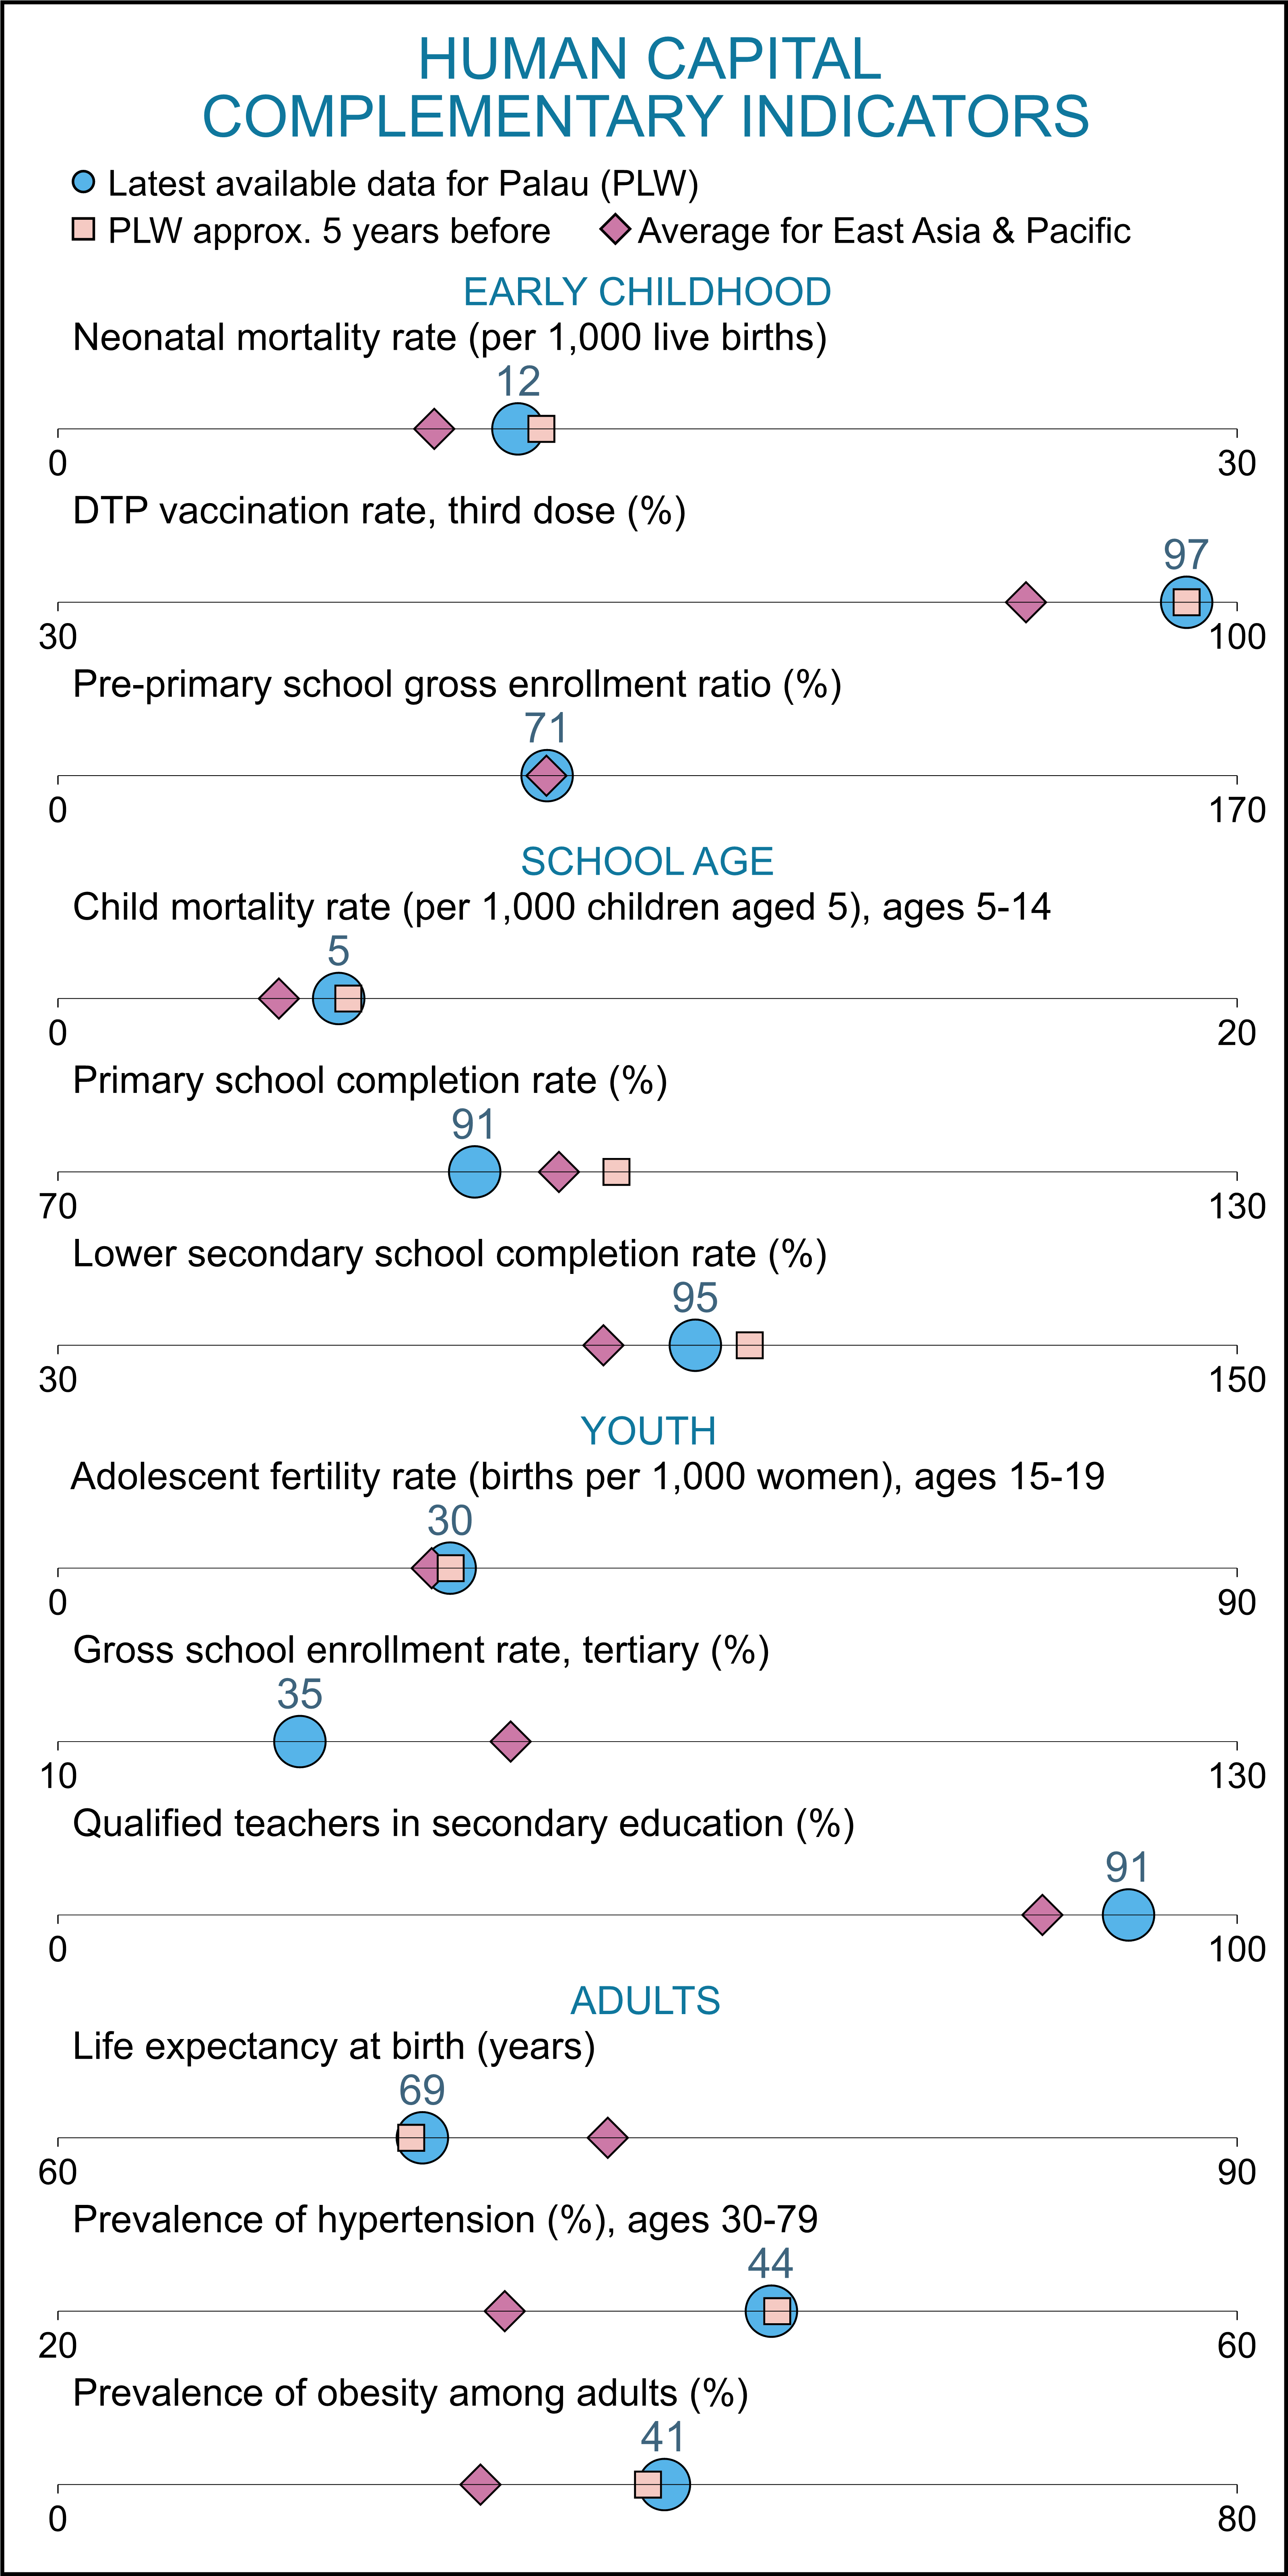 HUMAN CAPITAL
COMPLEMENTARY INDICATORS
Latest available data for Palau (PLW)
PLW approx. 5 years before
Average for East Asia & Pacific
EARLY CHILDHOOD
Neonatal mortality rate (per 1,000 live births)
12
0
30
DTP vaccination rate, third dose (%)
97
30
100
Pre-primary school gross enrollment ratio (%)
71
0
170
SCHOOL AGE
Child mortality rate (per 1,000 children aged 5), ages 5-14
5
0
20
Primary school completion rate (%)
91
70
130
Lower secondary school completion rate (%)
95
30
150
YOUTH
Adolescent fertility rate (births per 1,000 women), ages 15-19
30
0
90
Gross school enrollment rate, tertiary (%)
35
10
130
Qualified teachers in secondary education (%)
91
0
100
ADULTS
Life expectancy at birth (years)
69
60
90
Prevalence of hypertension (%), ages 30-79
44
20
60
Prevalence of obesity among adults (%)
41
0
80